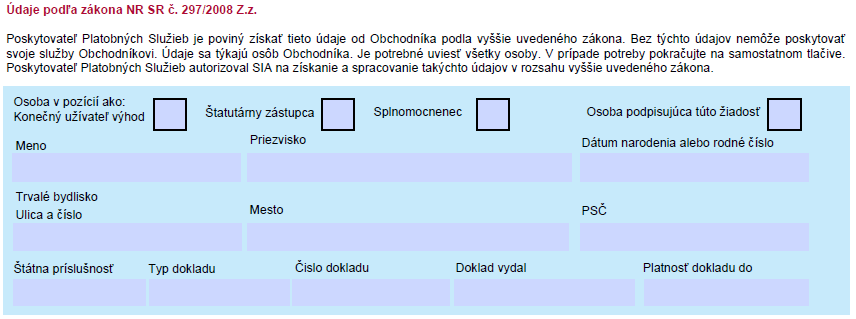 Údaje podľa zákona NR SR č. 297/2008 Z.z.
Poskytovateľ Platobných Služieb je poviný získať tieto údaje od Obchodníka podla vyššie uvedeného zákona. Bez týchto údajov nemôže poskytovať
svoje služby Obchodníkovi. Údaje sa týkajú osôb Obchodníka. Je potrebné uviesť všetky osoby. V prípade potreby pokračujte na samostatnom tlačive.
Poskytovateľ Platobných Služieb autorizoval SIA na získanie a spracovanie takýchto údajov v rozsahu vyššie uvedeného zákona.
Osoba v pozícií ako:
Konečný užívateľ výhod
Štatutárny zástupca
Splnomocnenec
Osoba podpisujúca túto žiadosť
Meno
Priezvisko
Dátum narodenia alebo rodné číslo
Trvalé bydlisko
Ulica a číslo
Mesto
PSČ
Štátna príslušnosť
Typ dokladu
Číslo dokladu
Doklad vydal
Platnosť dokladu do